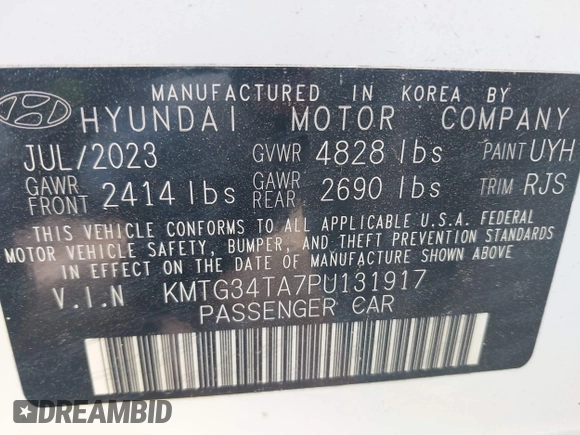 MANUFACTURED IN KOREA BY
HYUNDAI MOTOR COMPANY
JUL/2023 GVWR 4828 lbs PAINT UYH
GAWR FRONT 2414 lbs GAWR REAR 2690 lbs TRIM RJS
THIS VEHICLE CONFORMS TO ALL APPLICABLE U.S.A. FEDERAL
MOTOR VEHICLE SAFETY, BUMPER, AND THEFT PREVENTION STANDARDS
IN EFFECT ON THE DATE OF MANUFACTURE SHOWN ABOVE
V.I.N KMTG34TA7PU131917
PASSENGER CAR
DREAMBID